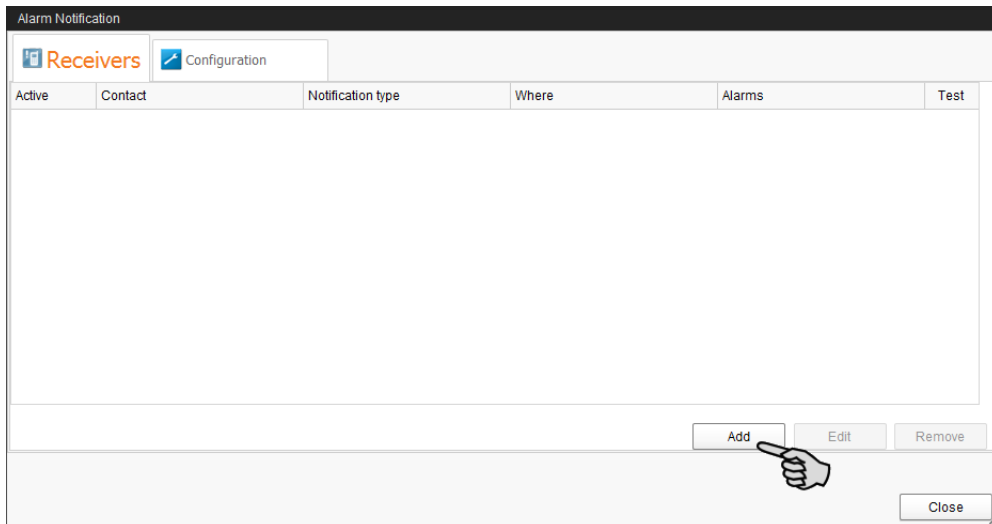 Alarm Notification
Receivers Configuration
Active Contact Notification type Where Alarms Test
Add Edit Remove
Close